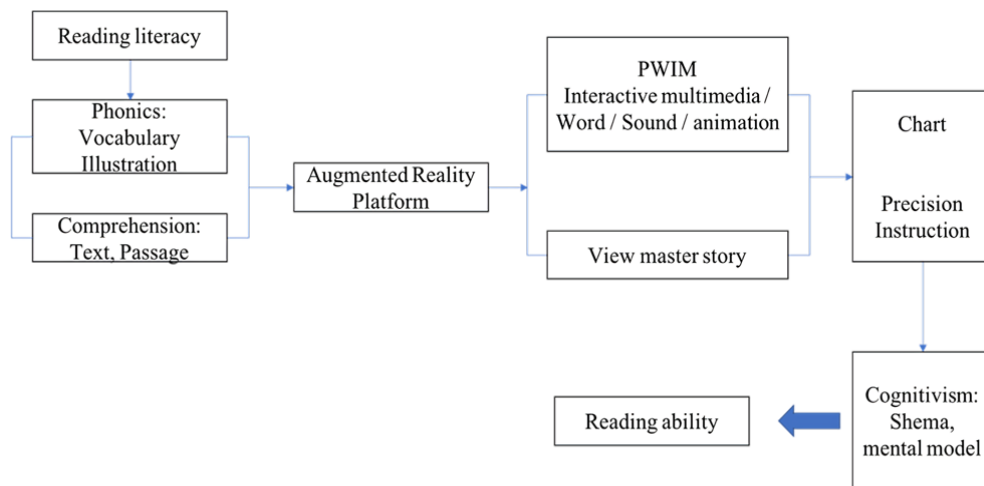 Reading literacy
Phonics:
Vocabulary
Illustration
Comprehension:
Text, Passage
Augmented Reality
Platform
PWIM
Interactive multimedia /
Word / Sound / animation
View master story
Chart
Precision
Instruction
Cognitivism:
Shema,
mental model
Reading ability